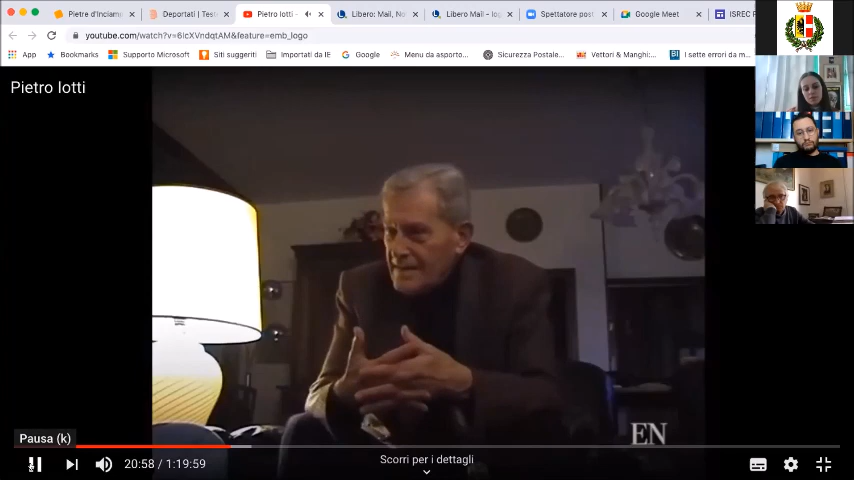 Pietre d'Inciamp
Deportati | Test
Pietro Iotti -
Libero: Mail, No
Libero Mail - log
Spettatore post
Google Meet
ISREC P
youtube.com/watch?v=6IcXVndqtAM&feature=emb_logo
App
Bookmarks
Supporto Microsoft
Siti suggeriti
Importati da IE
Google
Menu da asporto...
Sicurezza Postale...
Vettori & Manghi:...
I sette errori da m...
Pietro Iotti
EN
Pausa (k)
20:58 / 1:19:59
Scorri per i dettagli